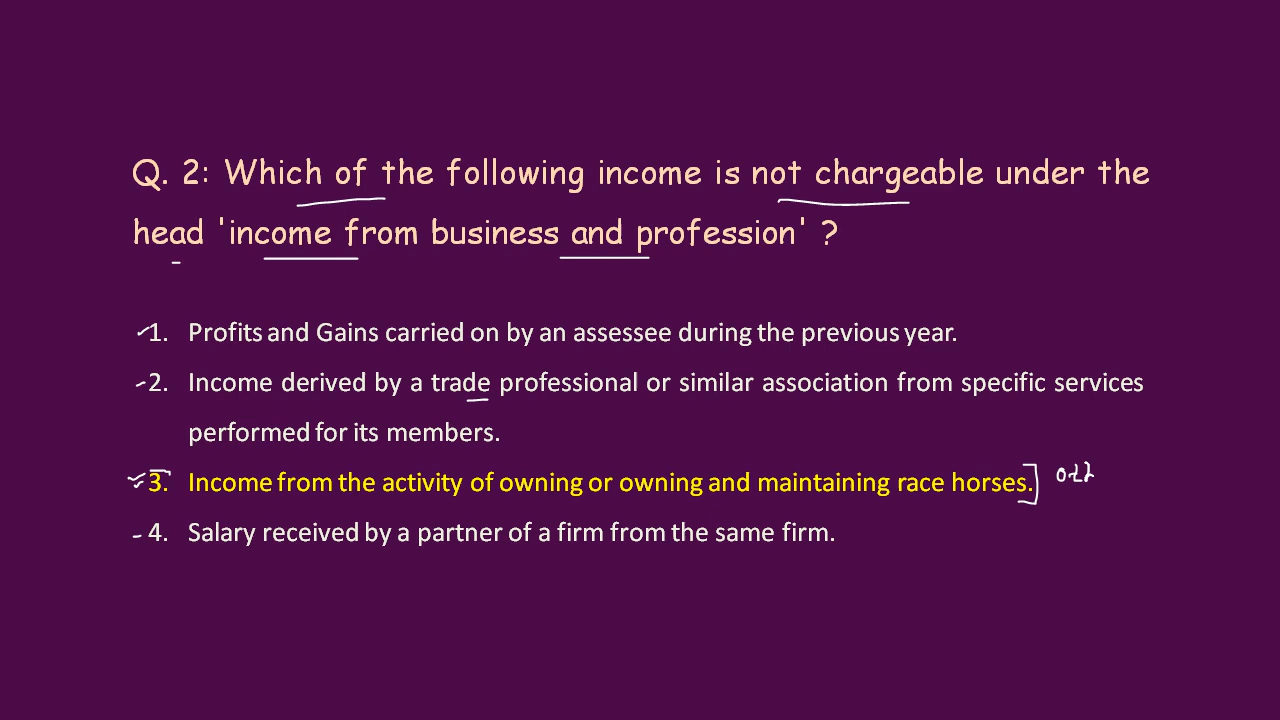 Q. 2: Which of the following income is not chargeable under the
head 'income from business and profession' ?
1. Profits and Gains carried on by an assessee during the previous year.
2. Income derived by a trade professional or similar association from specific services
performed for its members.
3. Income from the activity of owning or owning and maintaining race horses.
4. Salary received by a partner of a firm from the same firm.